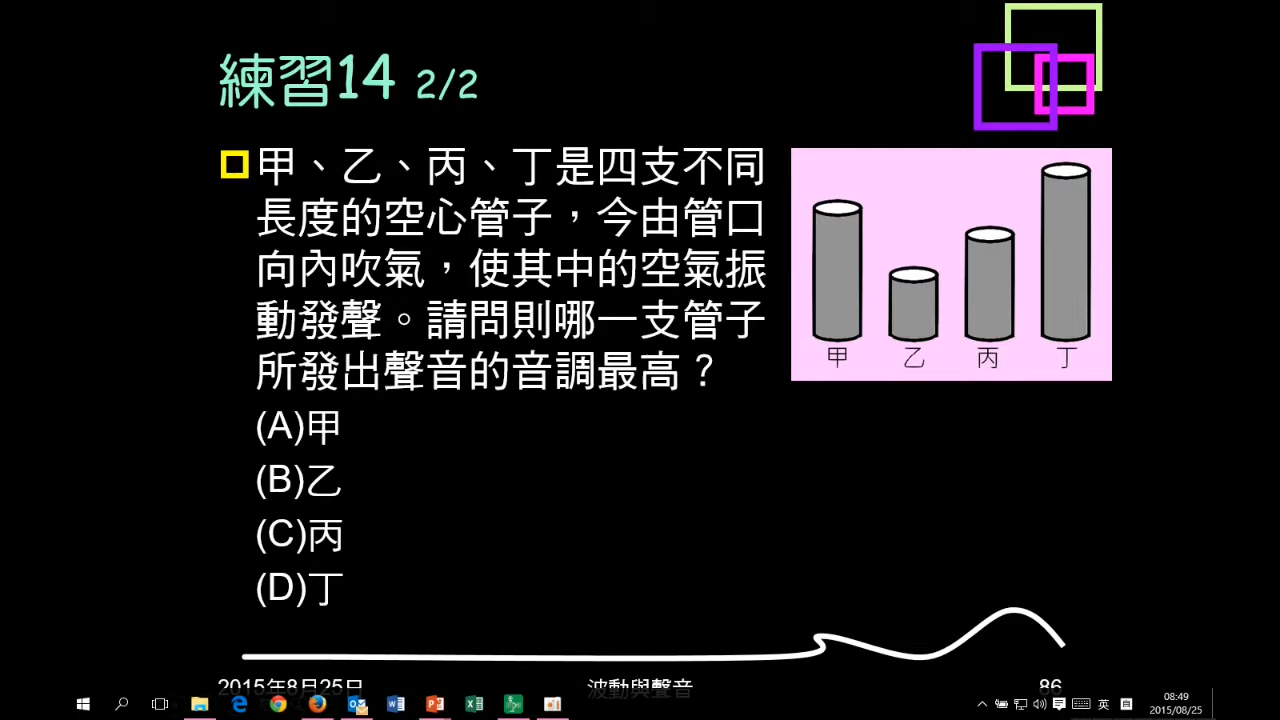 練習14 2/2
甲、乙、丙、丁是四支不同
長度的空心管子，今由管口
向內吹氣，使其中的空氣振
動發聲。請問則哪一支管子
所發出聲音的音調最高？
(A)甲
(B)乙
(C)丙
(D)丁
甲 乙 丙 丁
2015年8月25日 波動與聲音 86
英
08:49
2015/08/25